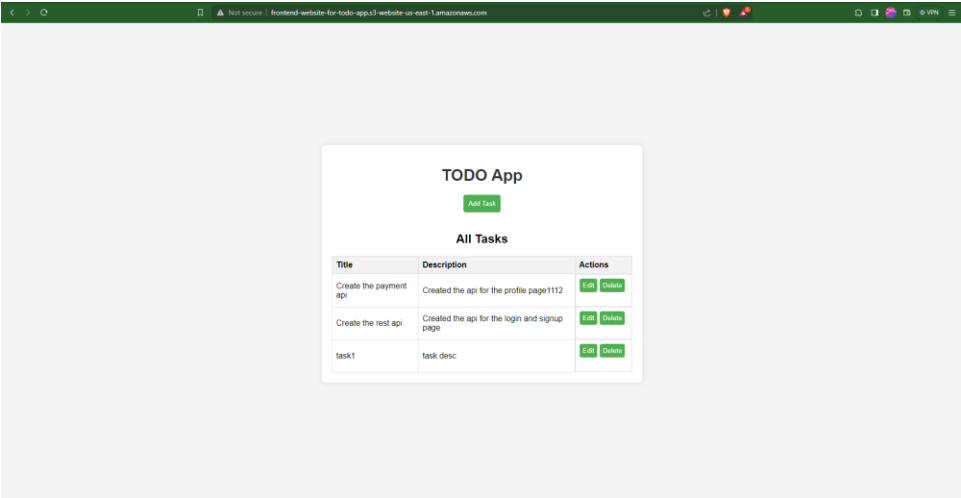 Not secure frontend-website-for-todo-app.s3-website-us-east-1.amazonaws.com
VPN
TODO App
Add Task
All Tasks
Title Description Actions
Create the payment
api
Created the api for the profile page1112
Edit Delete
Create the rest api
Created the api for the login and signup
page
Edit Delete
task1
task desc
Edit Delete